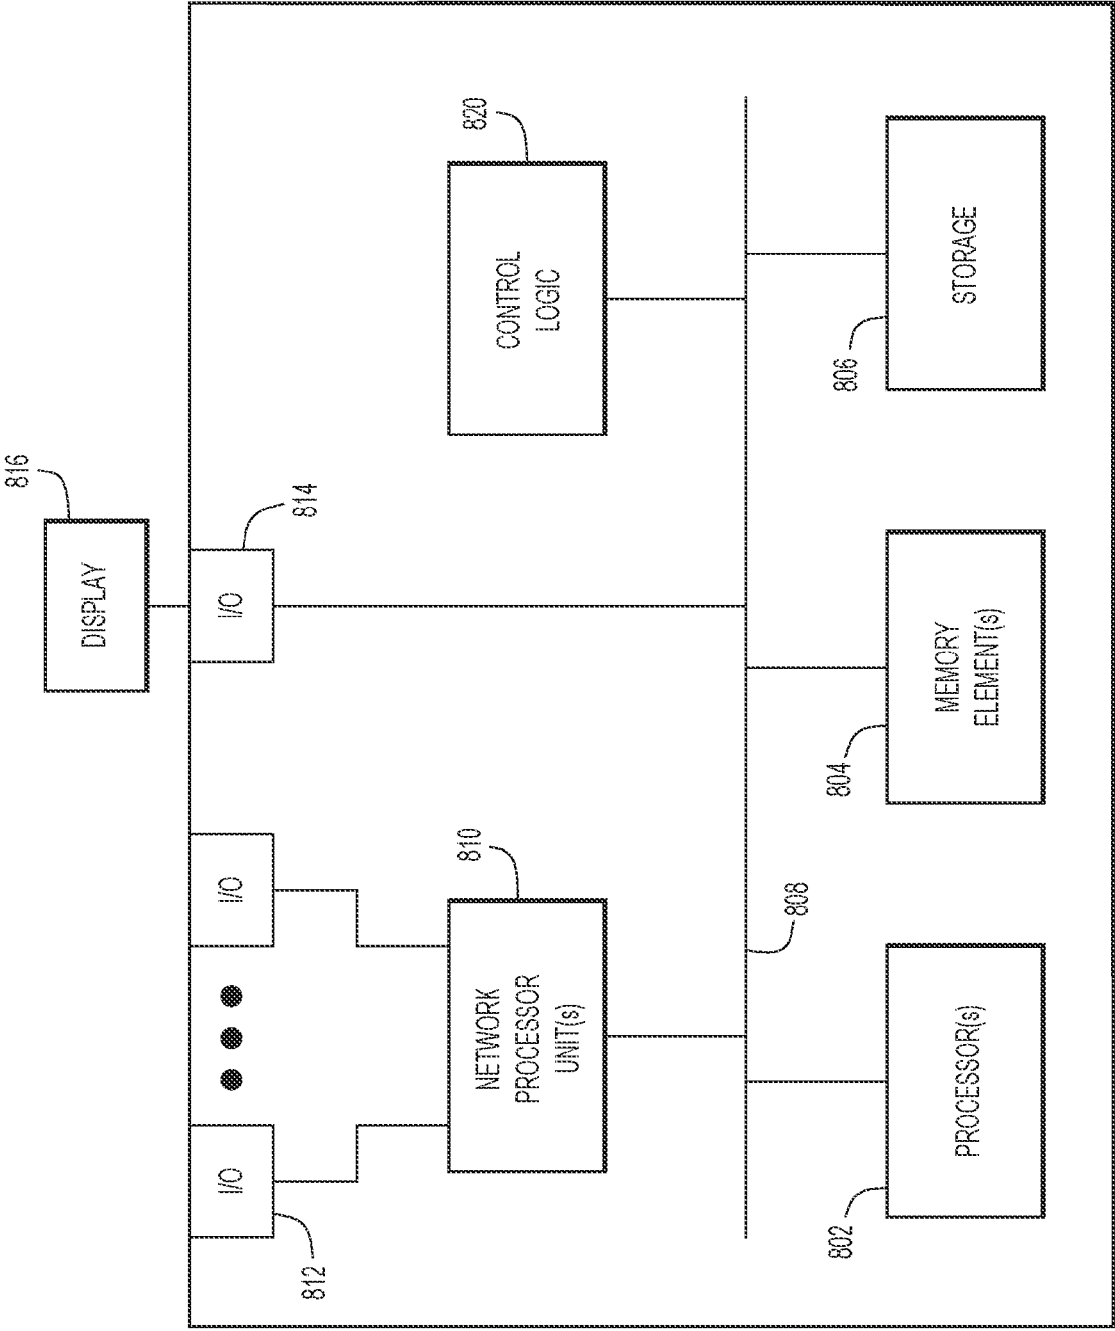 816
DISPLAY
812
I/O
I/O
I/O
814
810
NETWORK
PROCESSOR
UNIT(s)
820
CONTROL
LOGIC
808
802
PROCESSOR(s)
804
MEMORY
ELEMENT(s)
806
STORAGE